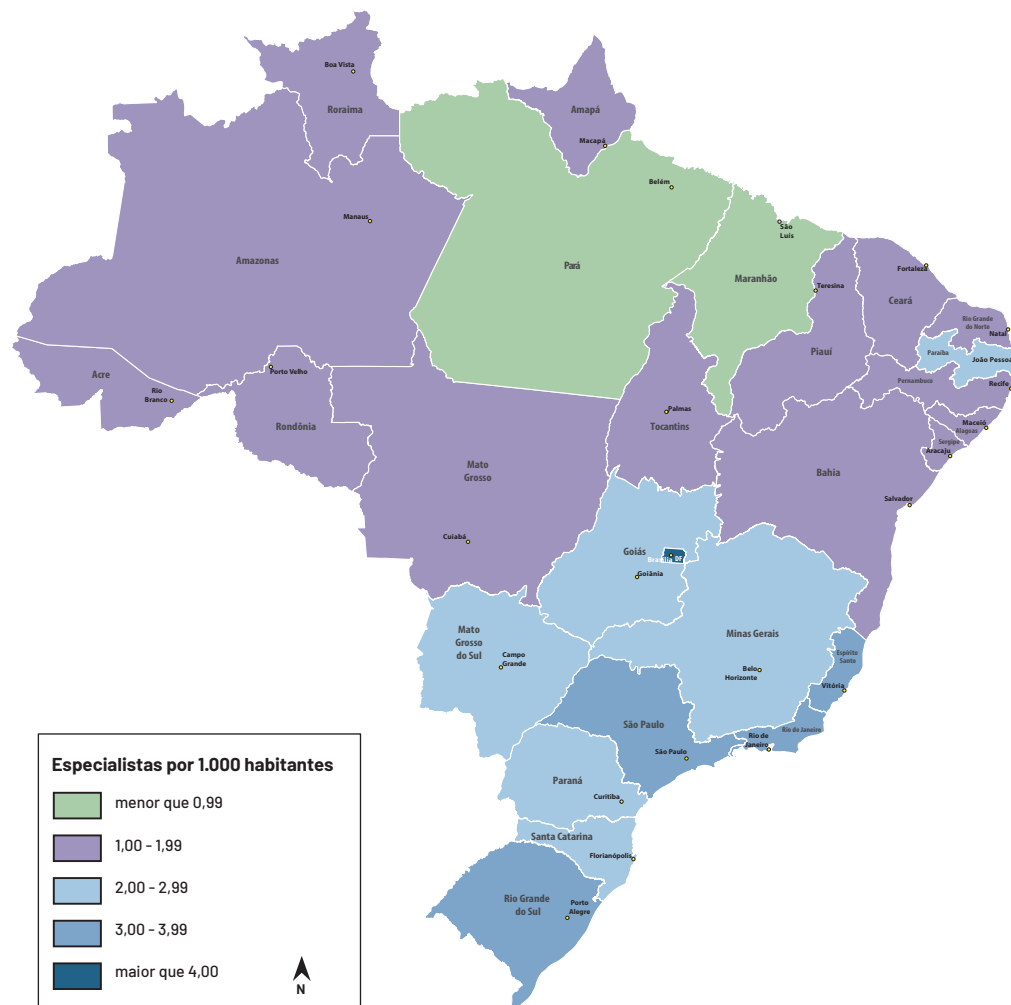 Boa Vista
Roraima
Amapá
Macapá
Belém
Manaus
Amazonas
Pará
São
Luís
Maranhão
Teresina
Fortaleza
Ceará
Rio Grande
do Norte
Natal
Paraíba
João Pessoa
Piauí
Pernambuco
Recife
Acre
Rio
Branco
Porto Velho
Rondônia
Palmas
Tocantins
Maceió
Alagoas
Sergipe
Aracaju
Mato
Grosso
Bahia
Salvador
Cuiabá
Goiás
Brasília DF
Goiânia
Mato
Grosso
do Sul
Campo
Grande
Minas Gerais
Belo
Horizonte
Espírito
Santo
Vitória
São Paulo
São Paulo
Rio de Janeiro
Rio de
Janeiro
Paraná
Curitiba
Santa Catarina
Florianópolis
Rio Grande
do Sul
Porto
Alegre
Especialistas por 1.000 habitantes
menor que 0,99
1,00 - 1,99
2,00 - 2,99
3,00 - 3,99
maior que 4,00
N